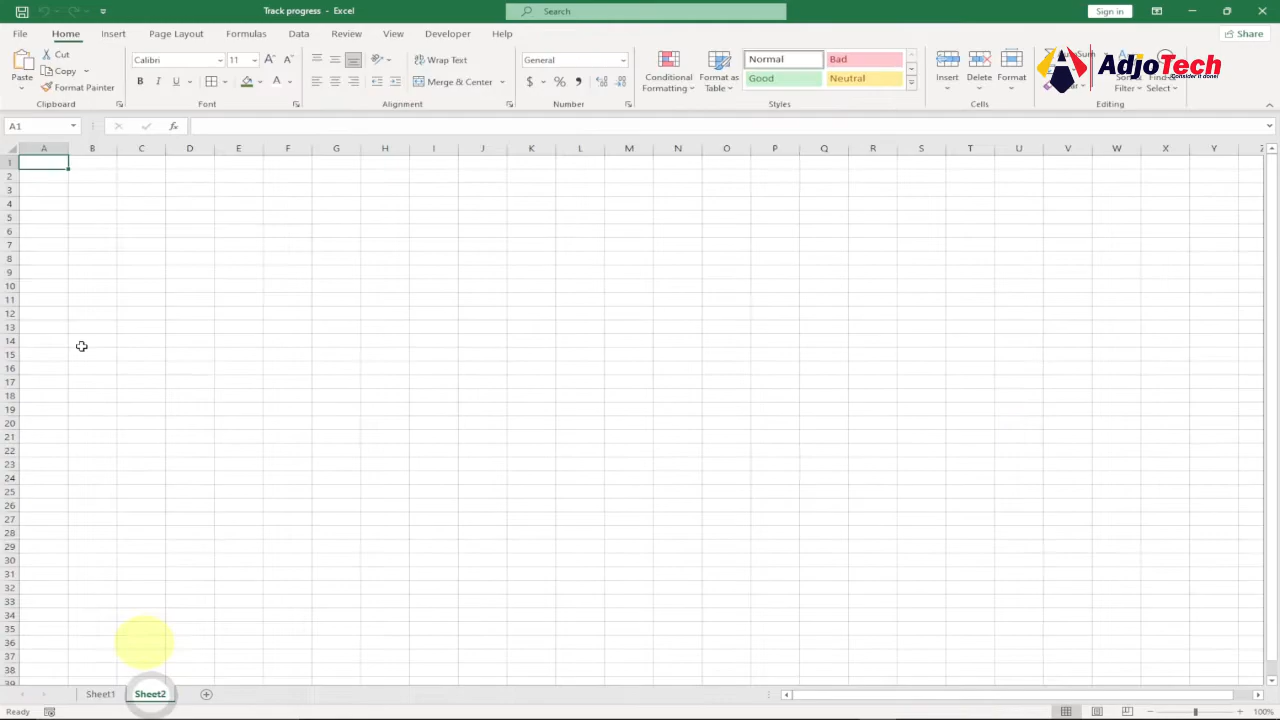 Track progress - Excel
Search
Sign in
File Home Insert Page Layout Formulas Data Review View Developer Help
Share
Paste
Cut
Copy
Format Painter
Clipboard
Calibri 11
B I U
Font
Wrap Text
Merge & Center
Alignment
General
$ % ,
Number
Conditional Formatting
Format as Table
Normal Bad
Good Neutral
Styles
Insert Delete Format
Cells
Filter Select
Editing
AdjoTech
Consider it done!
A1
fx
A B C D E F G H I J K L M N O P Q R S T U V W X Y Z
1
2
3
4
5
6
7
8
9
10
11
12
13
14
15
16
17
18
19
20
21
22
23
24
25
26
27
28
29
30
31
32
33
34
35
36
37
38
39
Sheet1 Sheet2
Ready
100%